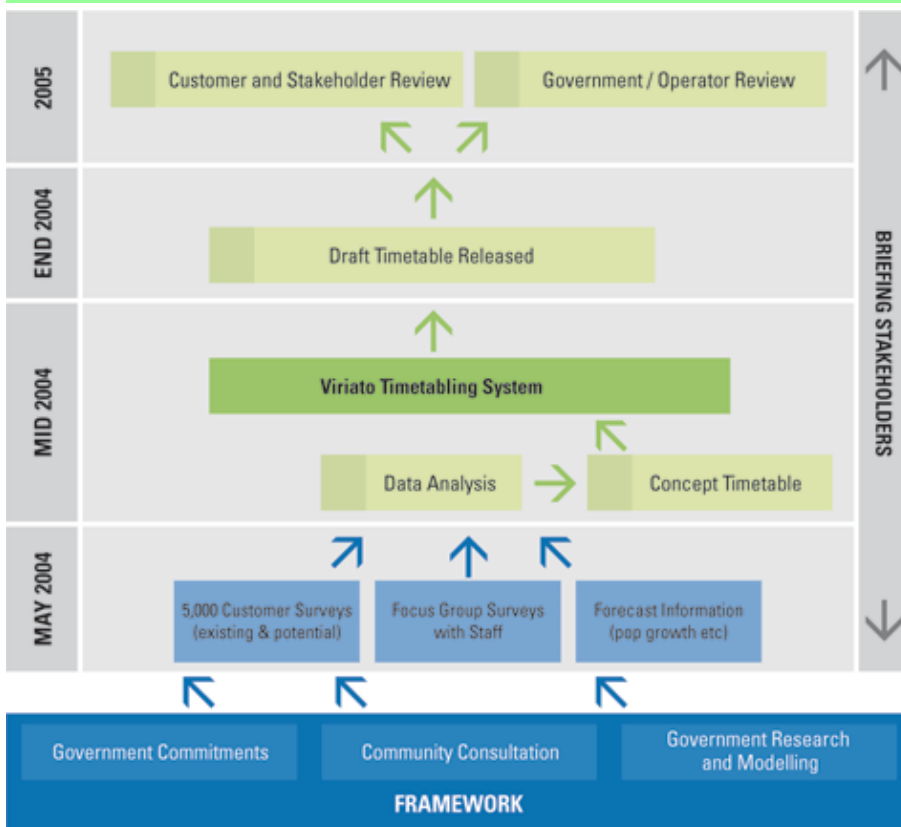 2005
Customer and Stakeholder Review
Government / Operator Review
END 2004
Draft Timetable Released
MID 2004
Viriato Timetabling System
Data Analysis
Concept Timetable
MAY 2004
5,000 Customer Surveys
(existing & potential)
Focus Group Surveys
with Staff
Forecast Information
(pop growth etc)
BRIEFING STAKEHOLDERS
Government Commitments
Community Consultation
Government Research
and Modelling
FRAMEWORK